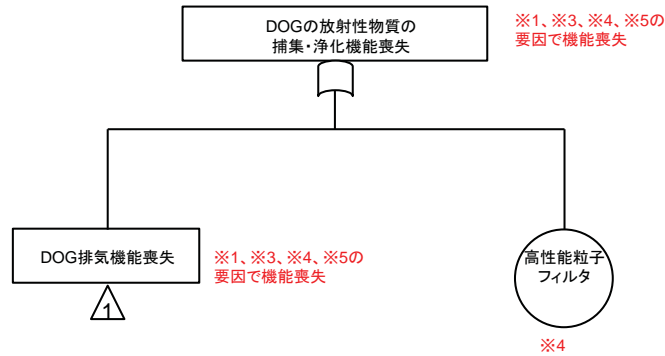 DOGの放射性物質の
捕集・浄化機能喪失
※1、※3、※4、※5の
要因で機能喪失
DOG排気機能喪失
※1、※3、※4、※5の
要因で機能喪失
1
高性能粒子
フィルタ
※4